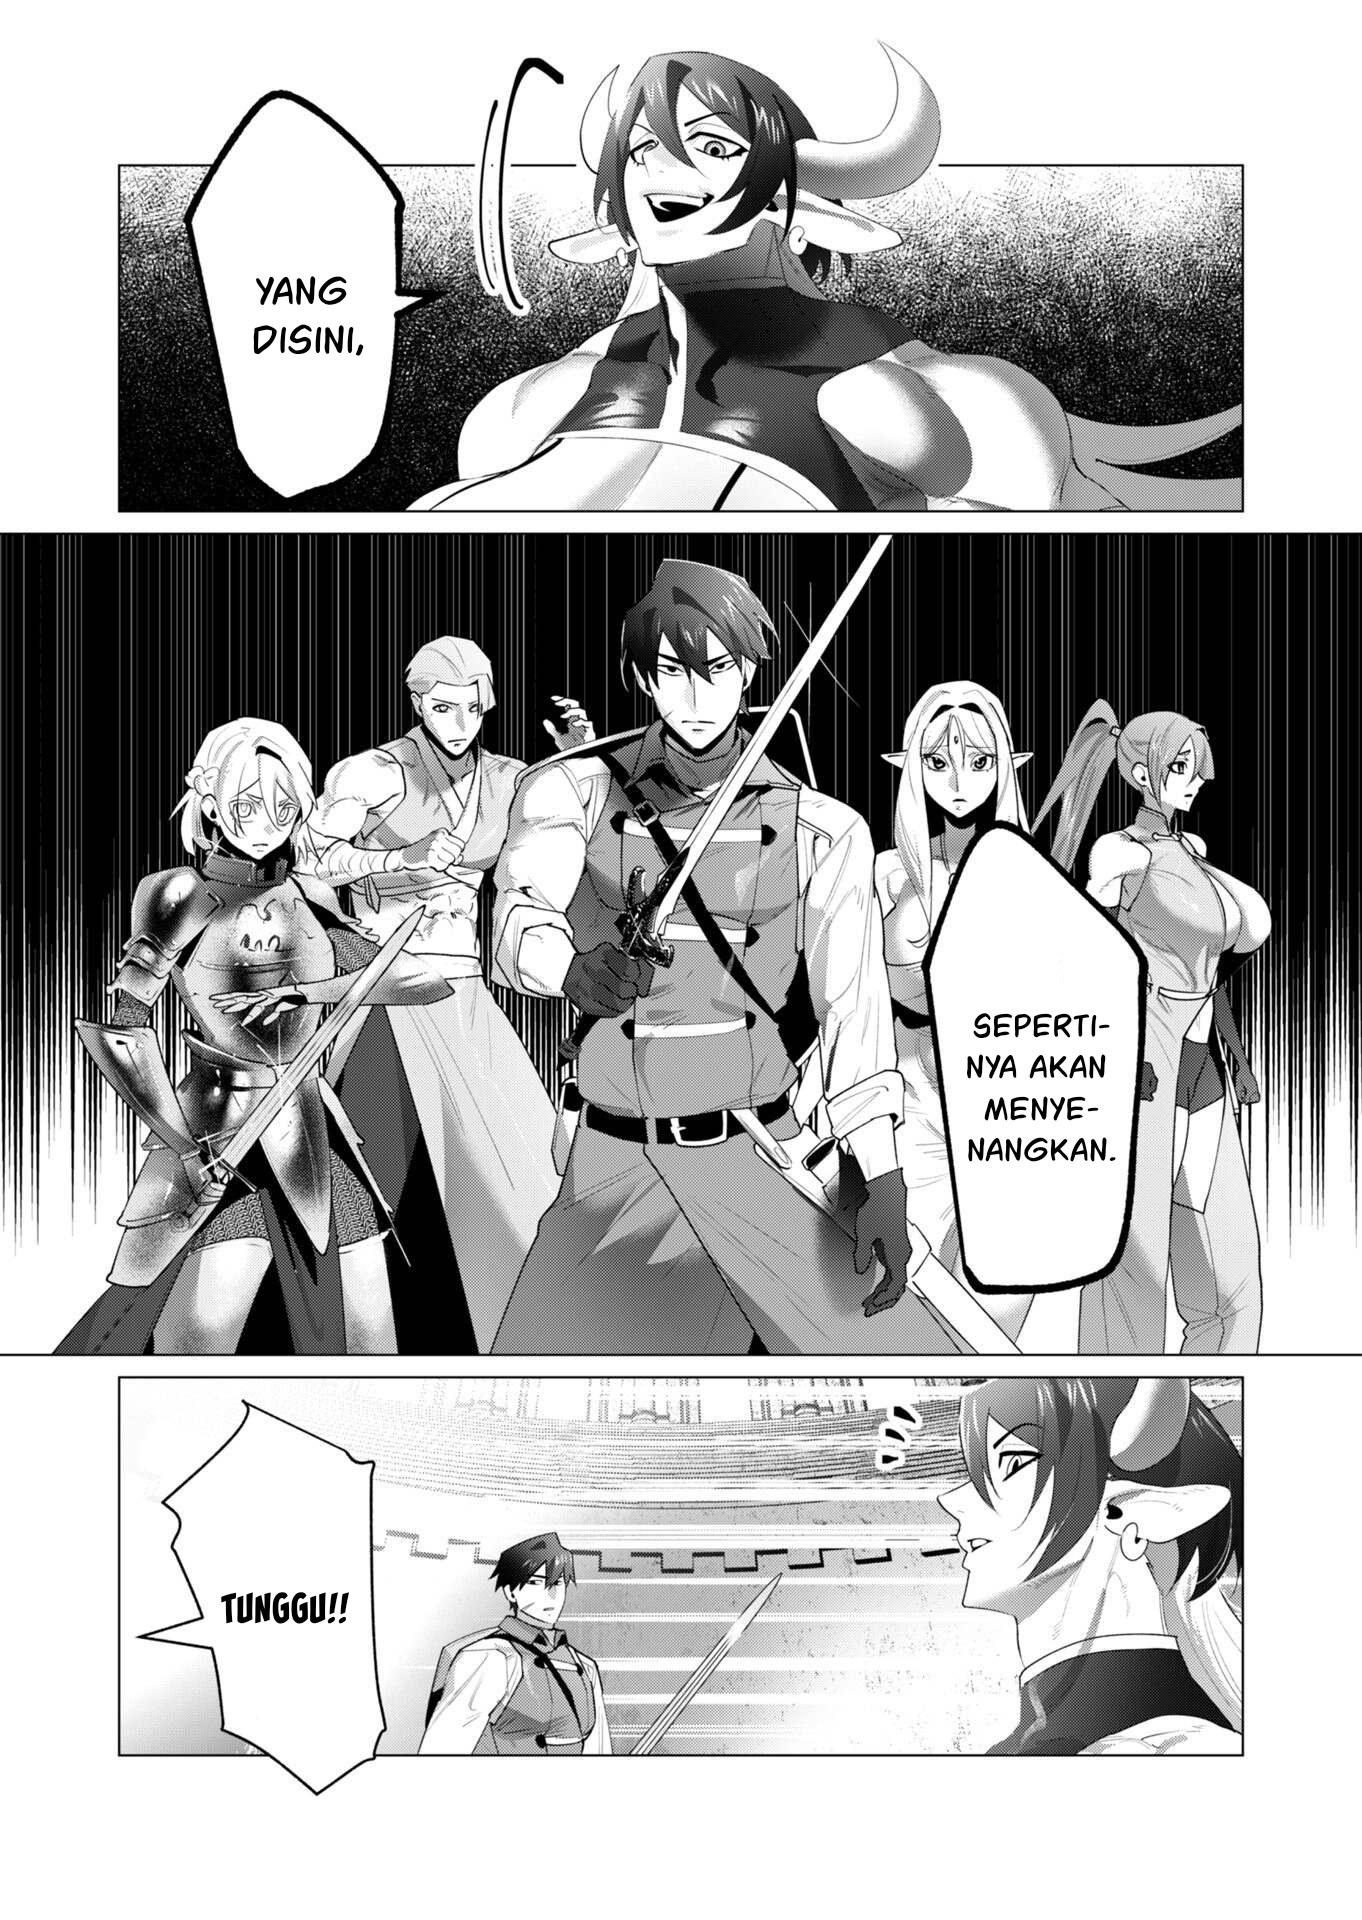 YANG
DISINI,
SEPERTI-
NYA AKAN
MENYE-
NANGKAN.
TUNGGU!!